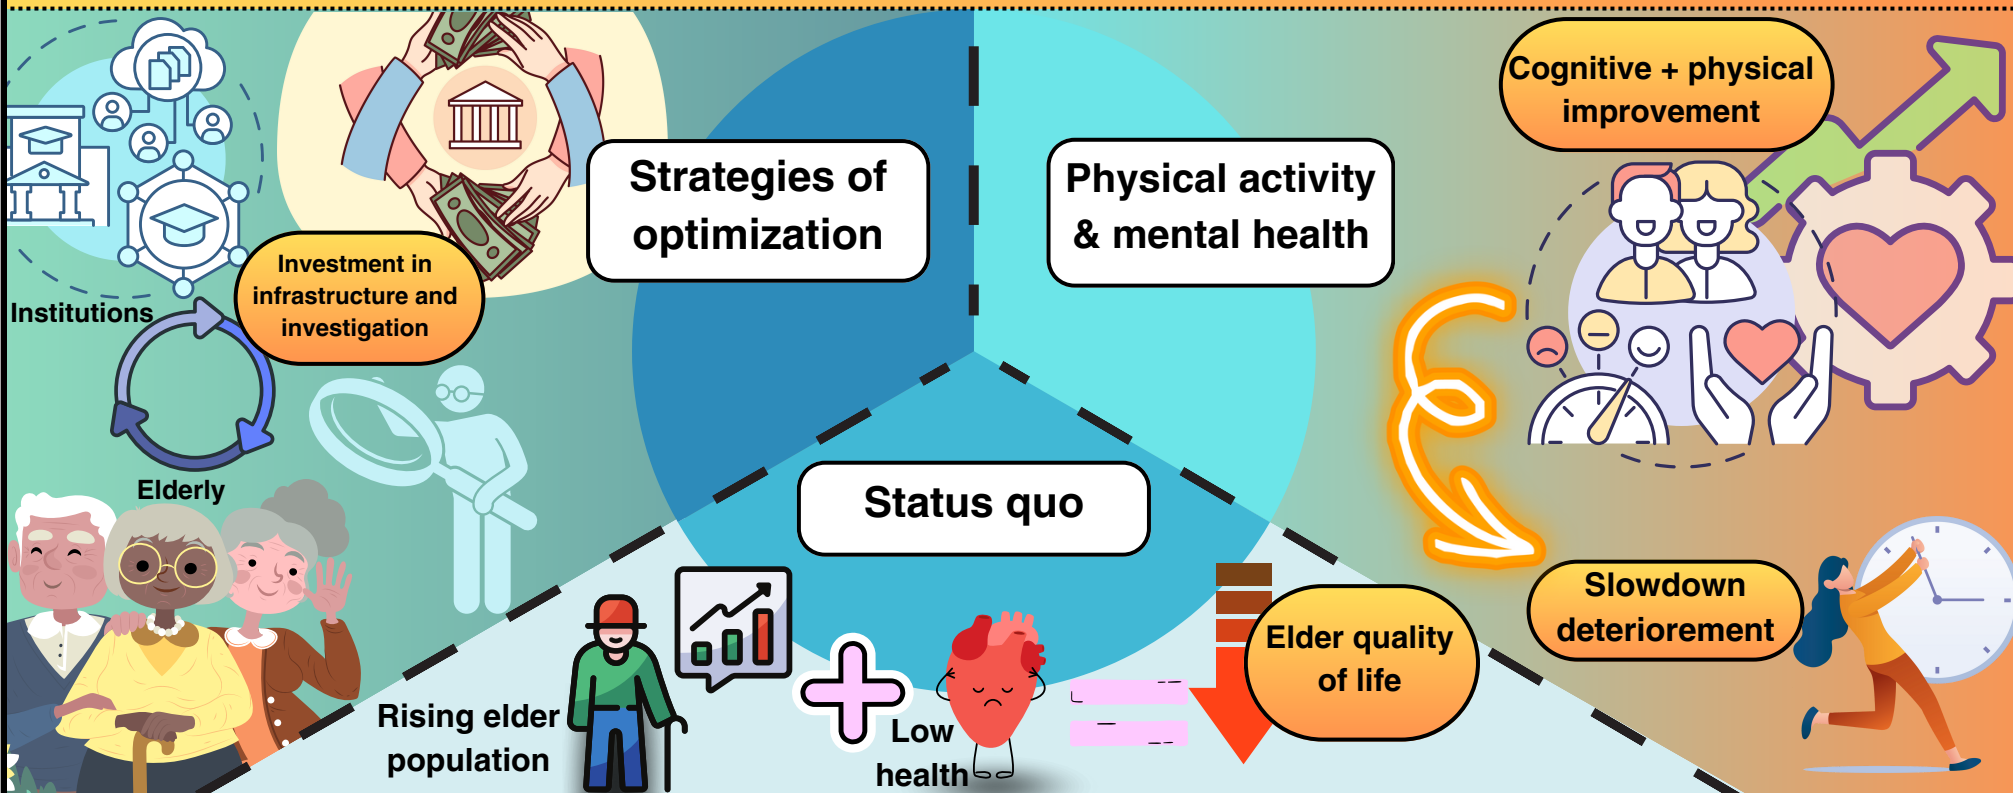 Strategies of
optimization
Investment in
infrastructure and
investigation
Institutions
Elderly
Physical activity
& mental health
Cognitive + physical
improvement
Slowdown
deteriorement
Status quo
Rising elder
population
Low
health
Elder quality
of life